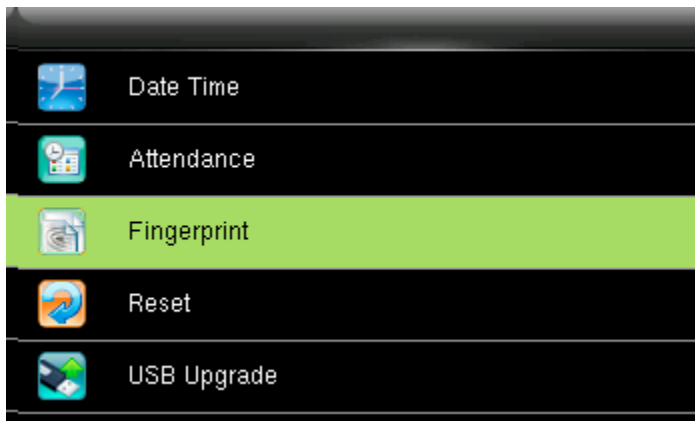 Date Time
Attendance
Fingerprint
Reset
USB Upgrade